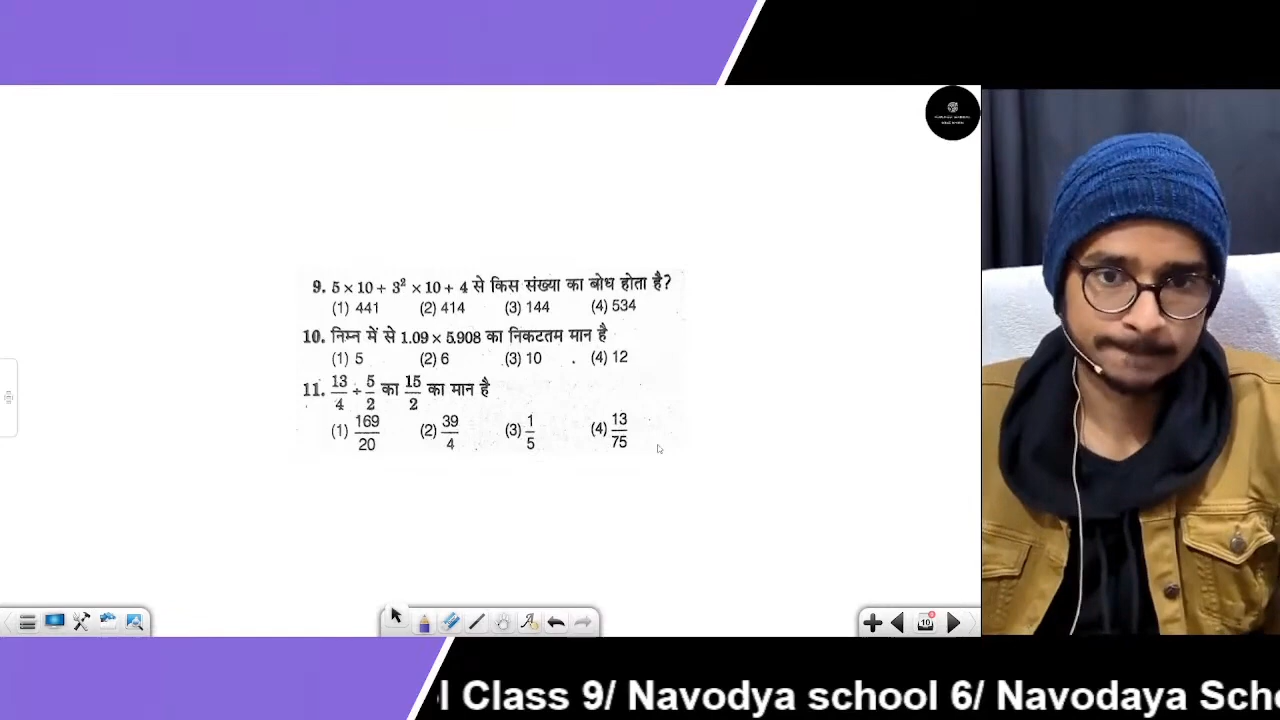 9. 5 × 10 + 3² × 10 + 4 से किस संख्या का बोध होता है?
(1) 441 (2) 414 (3) 144 (4) 534
10. निम्न में से 1.09 × 5.908 का निकटतम मान है
(1) 5 (2) 6 (3) 10 (4) 12
11. 13/4 ÷ 5/2 का 15/2 का मान है
(1) 169/20 (2) 39/4 (3) 1/5 (4) 13/75
10
Class 9/ Navodya school 6/ Navodaya